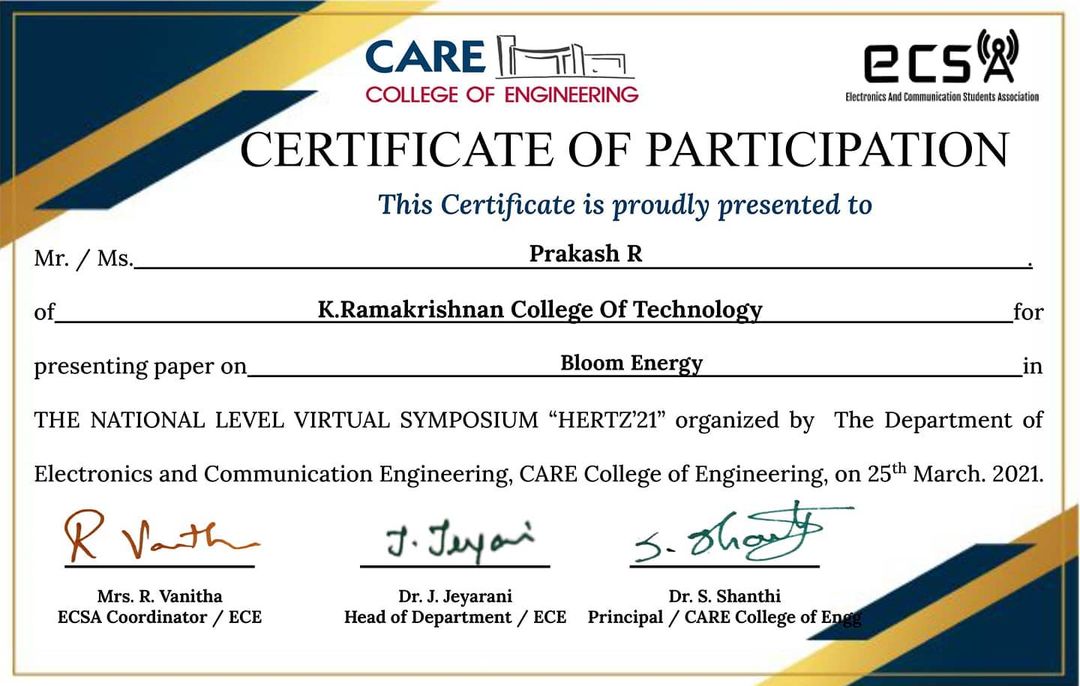 CARE
COLLEGE OF ENGINEERING
ECSA
Electronics And Communication Students Association
CERTIFICATE OF PARTICIPATION
This Certificate is proudly presented to
Mr. / Ms. Prakash R .
of K.Ramakrishnan College Of Technology for
presenting paper on Bloom Energy in
THE NATIONAL LEVEL VIRTUAL SYMPOSIUM “HERTZ’21” organized by The Department of
Electronics and Communication Engineering, CARE College of Engineering, on 25th March. 2021.
R Vanitha J. Jeyarani S. Shanthi
Mrs. R. Vanitha Dr. J. Jeyarani Dr. S. Shanthi
ECSA Coordinator / ECE Head of Department / ECE Principal / CARE College of Engg